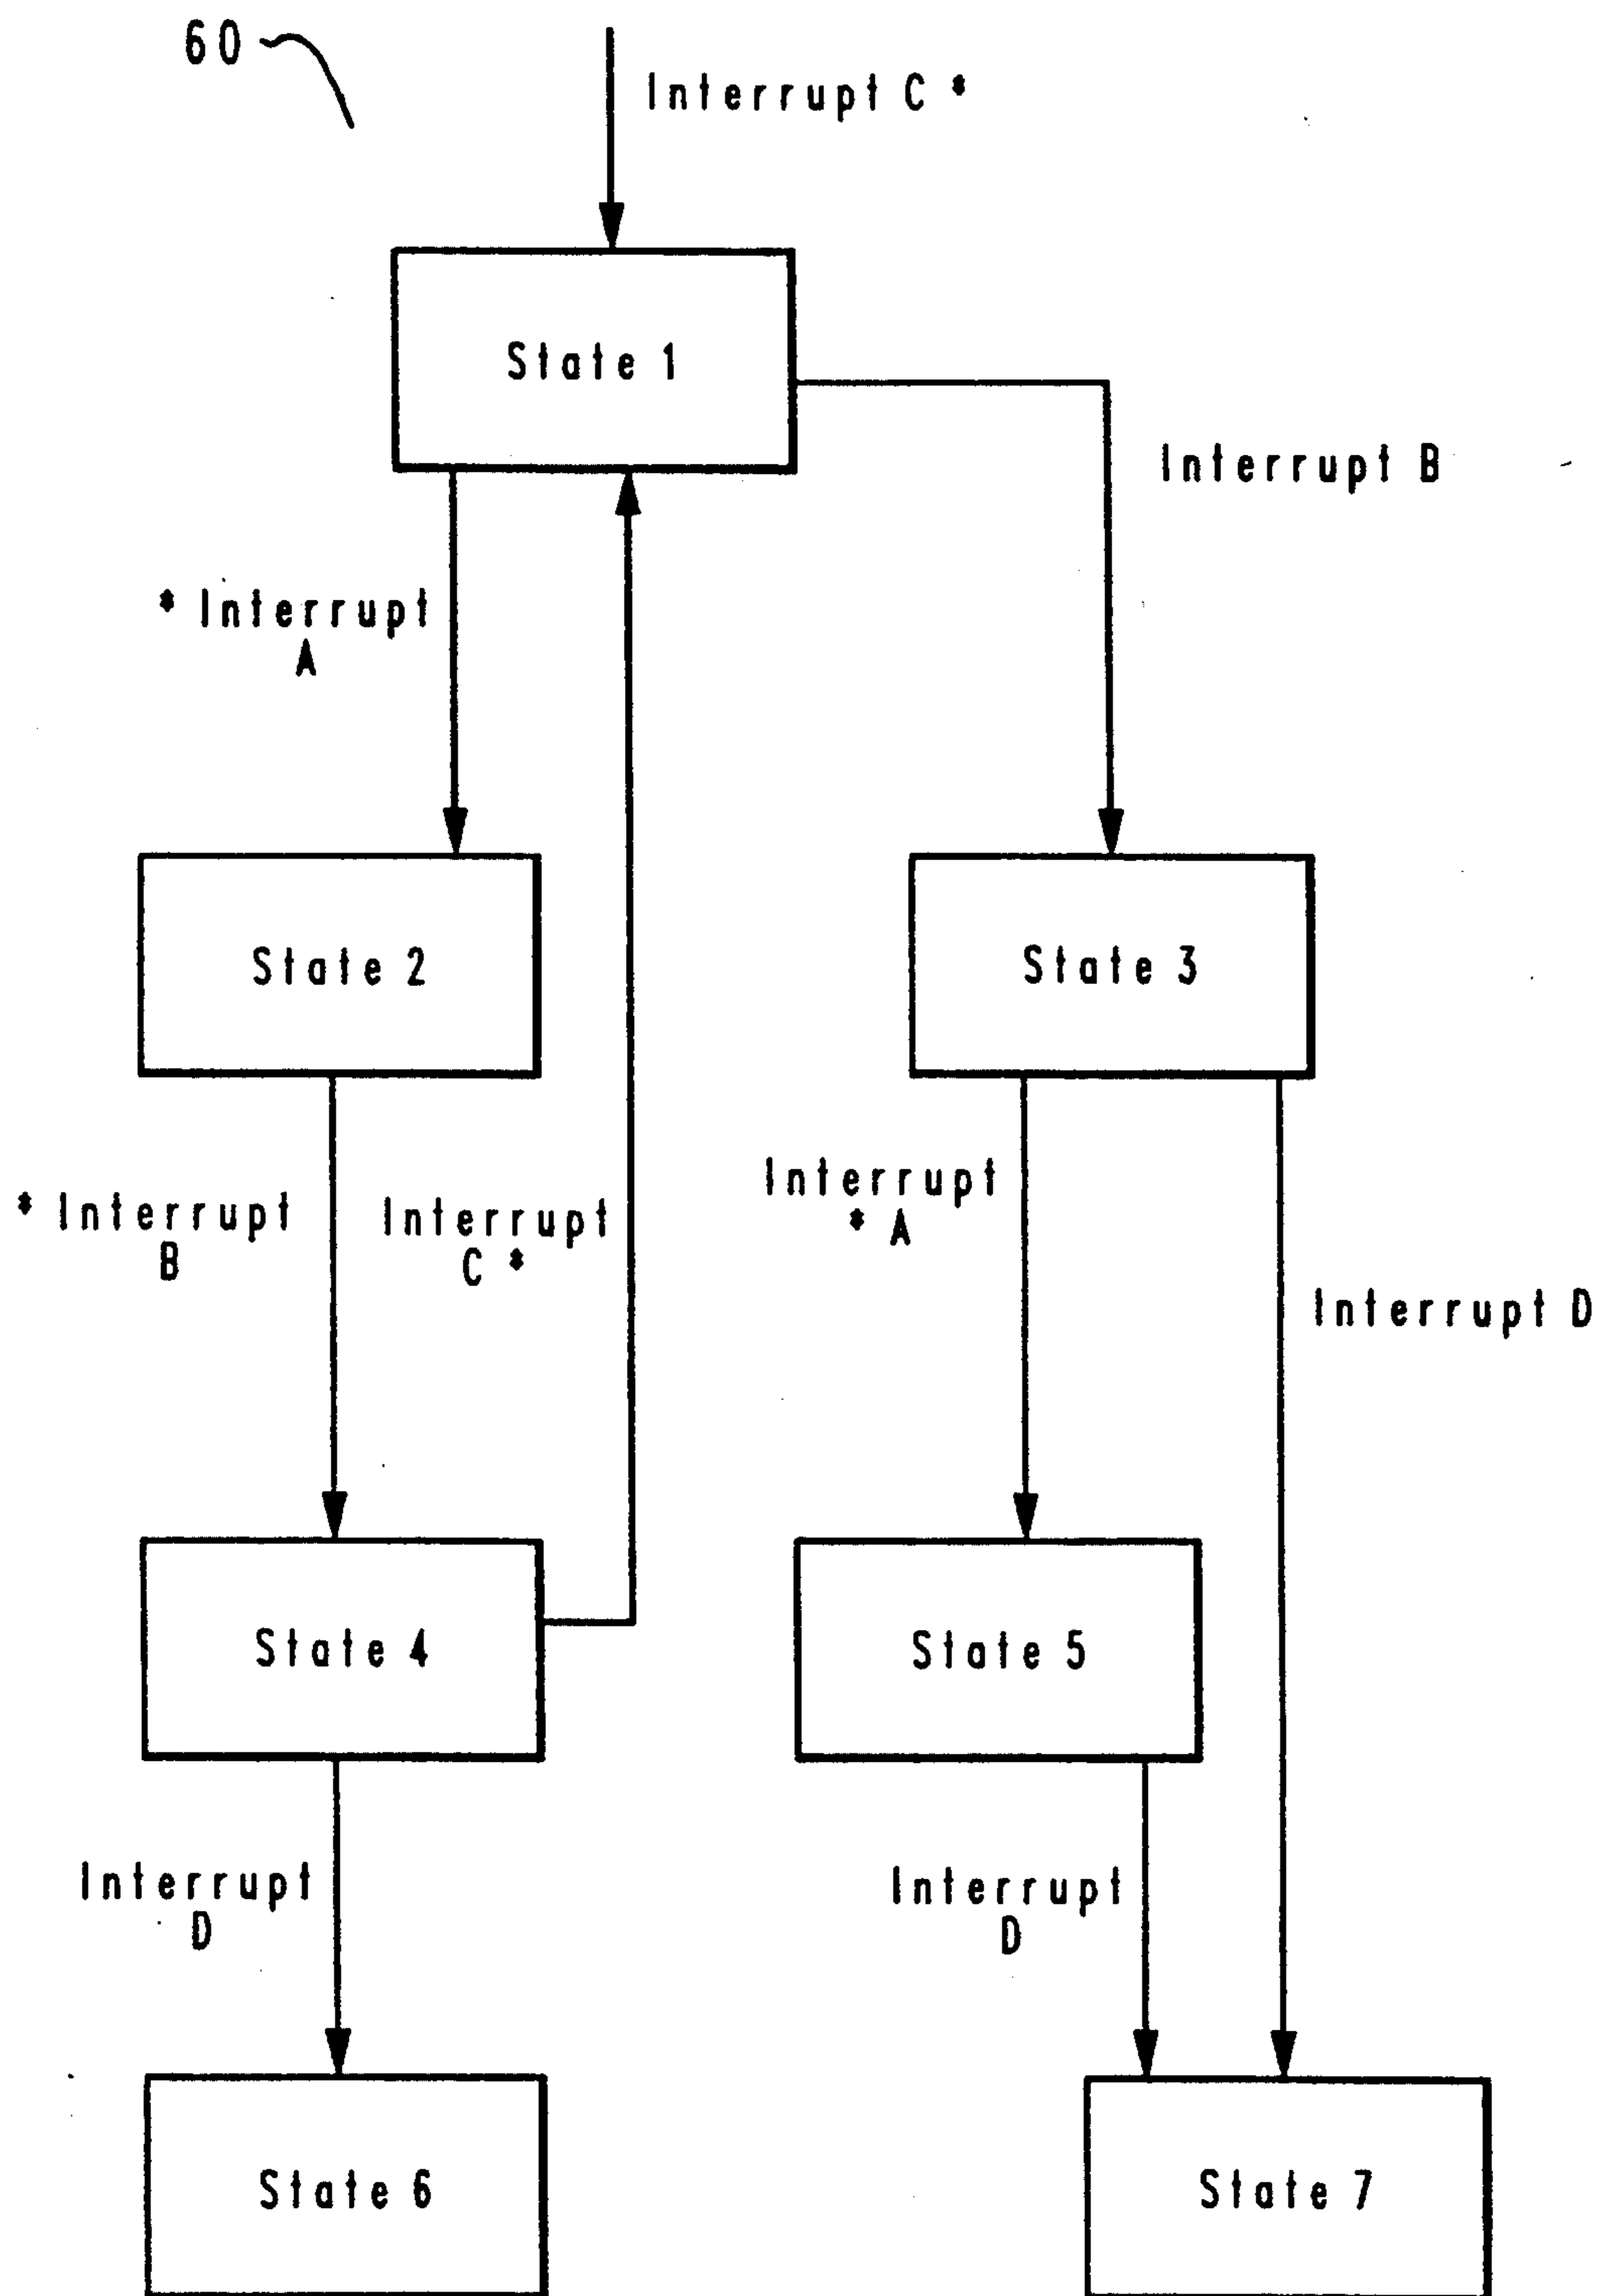 60
Interrupt C *
State 1
Interrupt B
* Interrupt
A
State 2
State 3
Interrupt
* A
* Interrupt
B
Interrupt
C *
Interrupt D
State 4
State 5
Interrupt
D
Interrupt
D
State 6
State 7